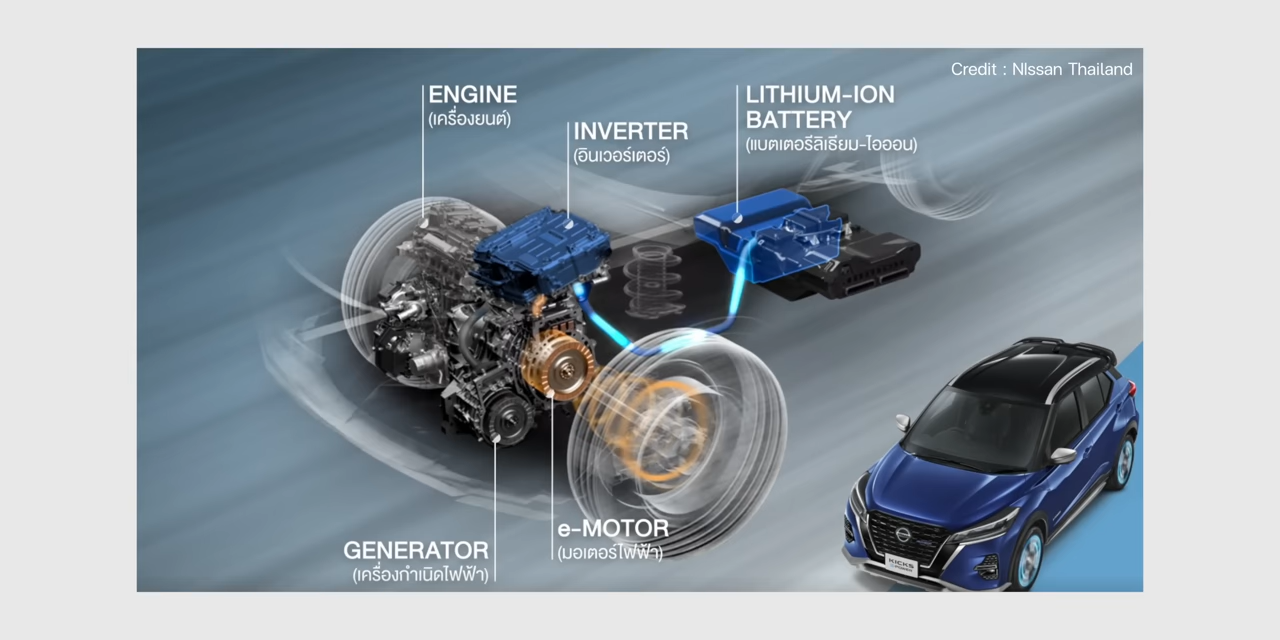 Credit : NIssan Thailand
ENGINE
(เครื่องยนต์)
INVERTER
(อินเวอร์เตอร์)
LITHIUM-ION
BATTERY
(แบตเตอรีลิเธียม-ไอออน)
e-MOTOR
(มอเตอร์ไฟฟ้า)
GENERATOR
(เครื่องกำเนิดไฟฟ้า)
KICKS
e-POWER